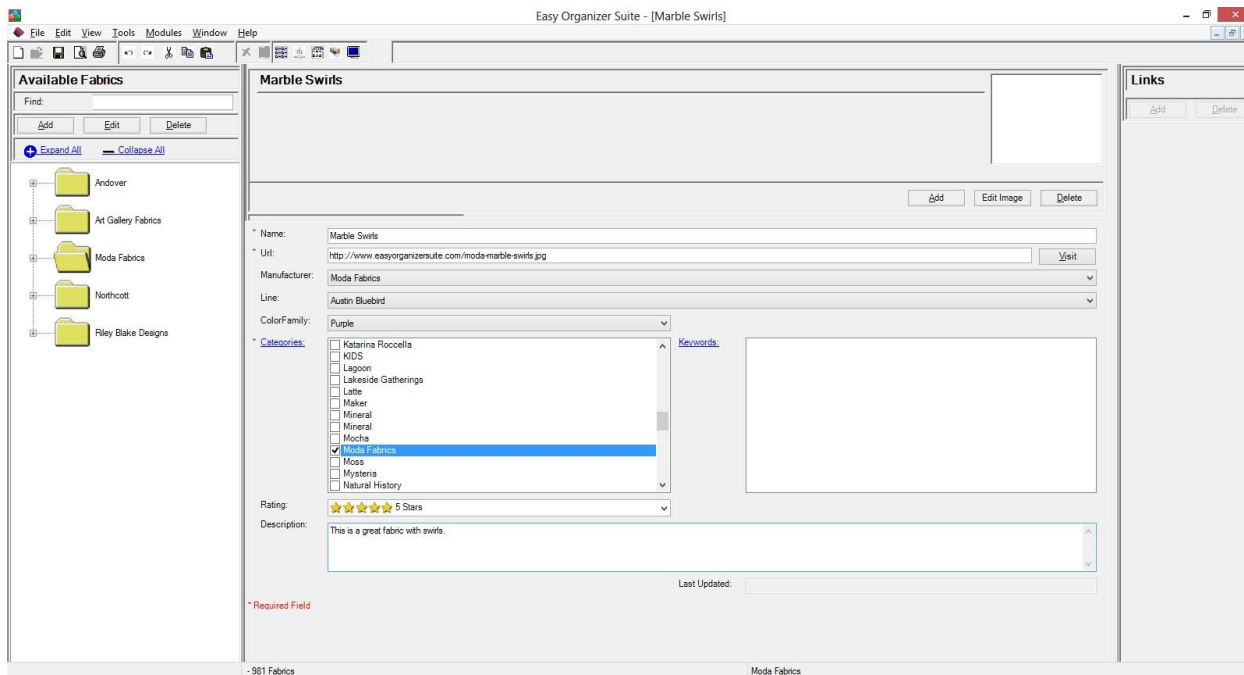 Easy Organizer Suite - [Marble Swirls]
File Edit View Tools Modules Window Help
Available Fabrics
Find:
Add Edit Delete
Expand All Collapse All
Andover
Art Gallery Fabrics
Moda Fabrics
Northcott
Riley Blake Designs
Marble Swirls
Add Edit Image Delete
* Name: Marble Swirls
* Url: http://www.easyorganizersuite.com/moda-marble-swirls.jpg Visit
Manufacturer: Moda Fabrics
Line: Austin Bluebird
ColorFamily: Purple
* Categories:
Katarina Roccella
KIDS
Lagoon
Lakeside Gatherings
Latte
Maker
Mineral
Mineral
Mocha
Moda Fabrics
Moss
Mysteria
Natural History
Keywords:
Rating: 5 Stars
Description: This is a great fabric with swirls.
Last Updated:
* Required Field
Links
Add Delete
- 981 Fabrics Moda Fabrics